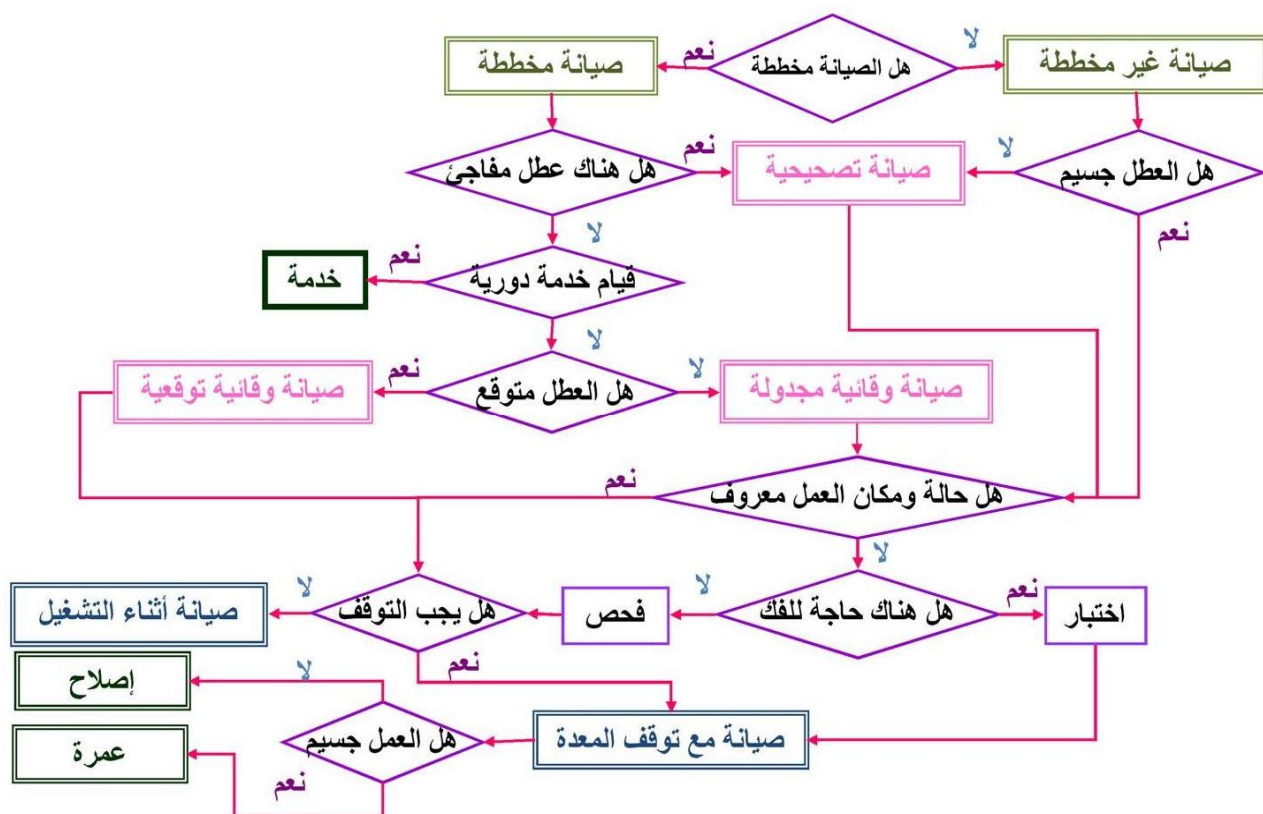 هل الصيانة مخططة
لا
صيانة غير مخططة
نعم
صيانة مخططة
هل العطل جسيم
لا
نعم
صيانة تصحيحية
هل هناك عطل مفاجئ
نعم
لا
قيام خدمة دورية
نعم
خدمة
لا
هل العطل متوقع
لا
صيانة وقائية مجدولة
نعم
صيانة وقائية توقعية
هل حالة ومكان العمل معروف
نعم
لا
هل هناك حاجة للفك
نعم
اختبار
لا
فحص
هل يجب التوقف
لا
صيانة أثناء التشغيل
نعم
صيانة مع توقف المعدة
هل العمل جسيم
لا
إصلاح
نعم
عمرة